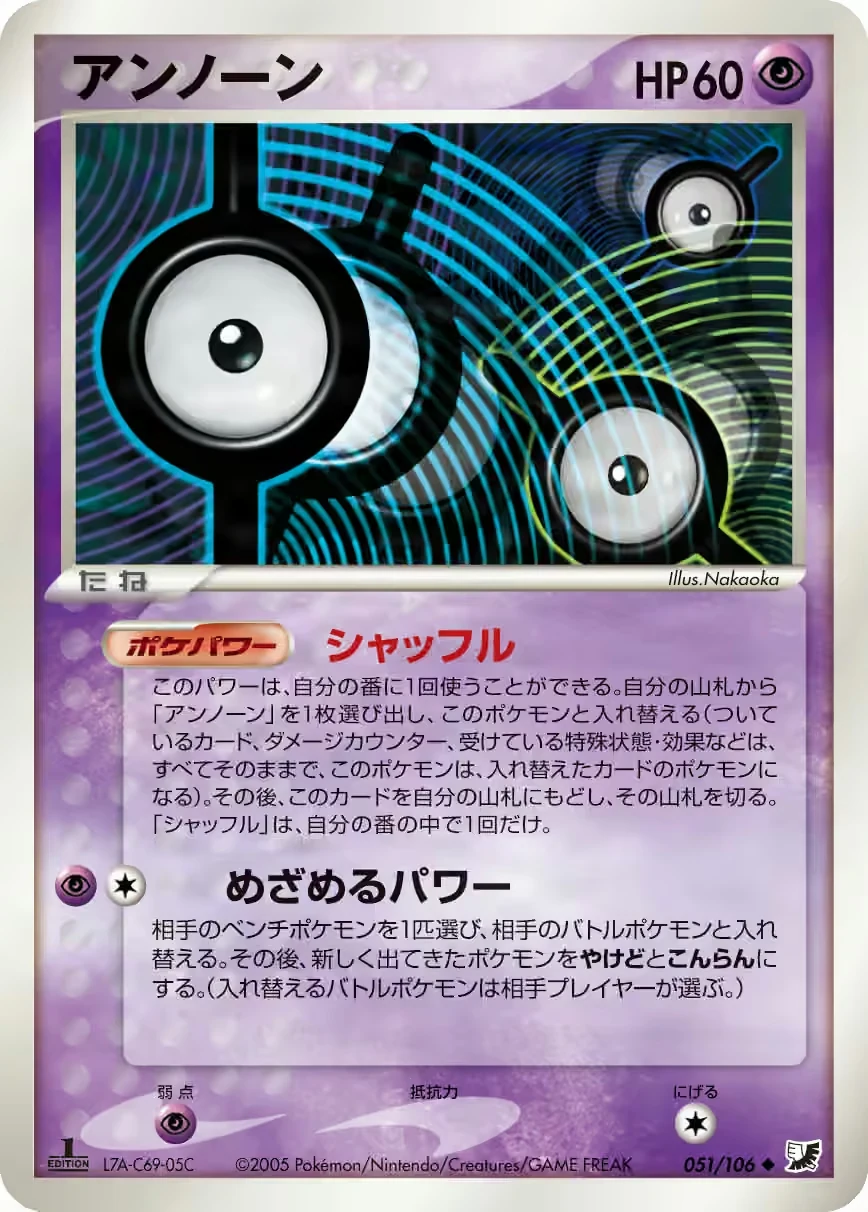 アンノーン HP60
たね Illus.Nakaoka
ポケパワー シャッフル
このパワーは、自分の番に1回使うことができる。自分の山札から
「アンノーン」を1枚選び出し、このポケモンと入れ替える(ついて
いるカード、ダメージカウンター、受けている特殊状態・効果などは、
すべてそのままで、このポケモンは、入れ替えたカードのポケモンに
なる)。その後、このカードを自分の山札にもどし、その山札を切る。
「シャッフル」は、自分の番の中で1回だけ。
めざめるパワー
相手のベンチポケモンを1匹選び、相手のバトルポケモンと入れ
替える。その後、新しく出てきたポケモンをやけどとこんらんに
する。(入れ替えるバトルポケモンは相手プレイヤーが選ぶ。)
弱点 抵抗力 にげる
1 EDITION L7A-C69-05C ©2005 Pokémon/Nintendo/Creatures/GAME FREAK 051/106 ◆